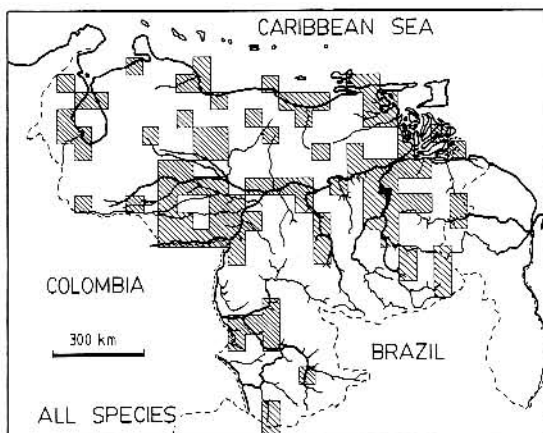 CARIBBEAN SEA
COLOMBIA
300 km
BRAZIL
ALL SPECIES